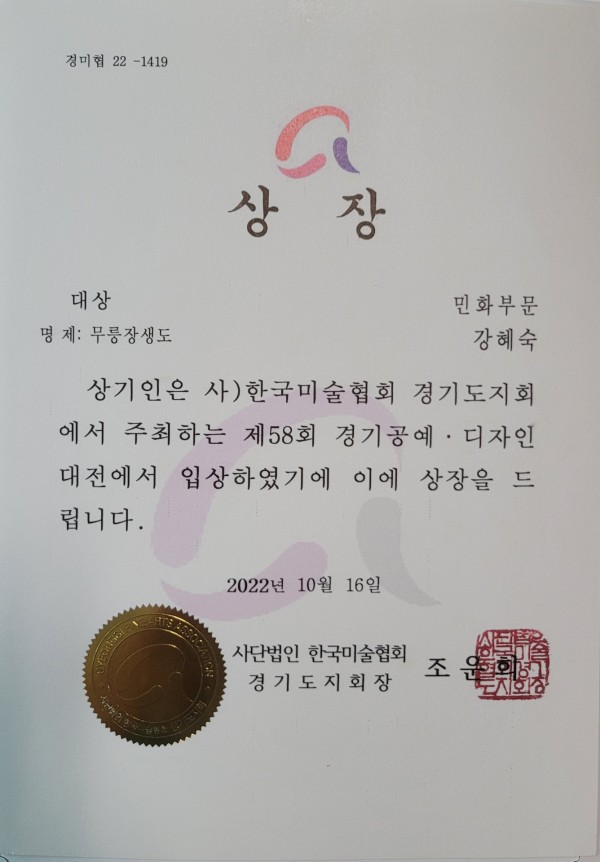 경미협 22 -1419
상 장
대상
민화부문
명 제: 무릉장생도
강혜숙
상기인은 사)한국미술협회 경기도지회
에서 주최하는 제58회 경기공예·디자인
대전에서 입상하였기에 이에 상장을 드
립니다.
2022년 10월 16일
사단법인 한국미술협회
경기도지회장
조운희